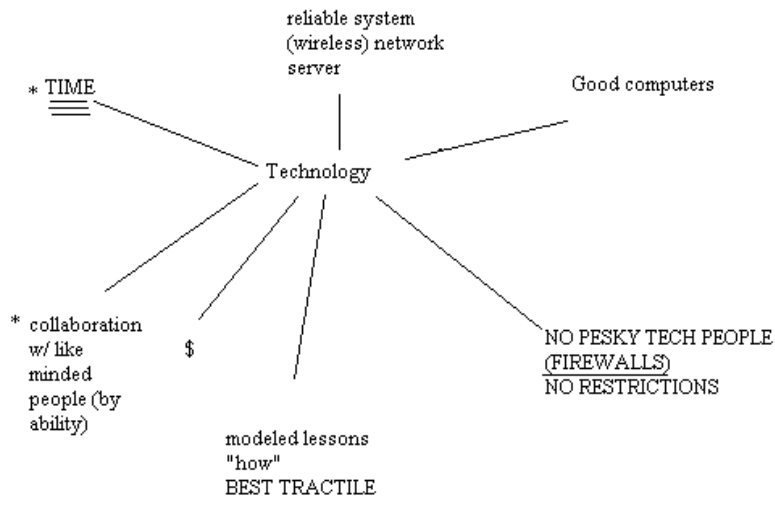 reliable system
(wireless) network
server
* TIME
Good computers
Technology
* collaboration
w/ like
minded
people (by
ability)
$
NO PESKY TECH PEOPLE
(FIREWALLS)
NO RESTRICTIONS
modeled lessons
"how"
BEST TRACTILE